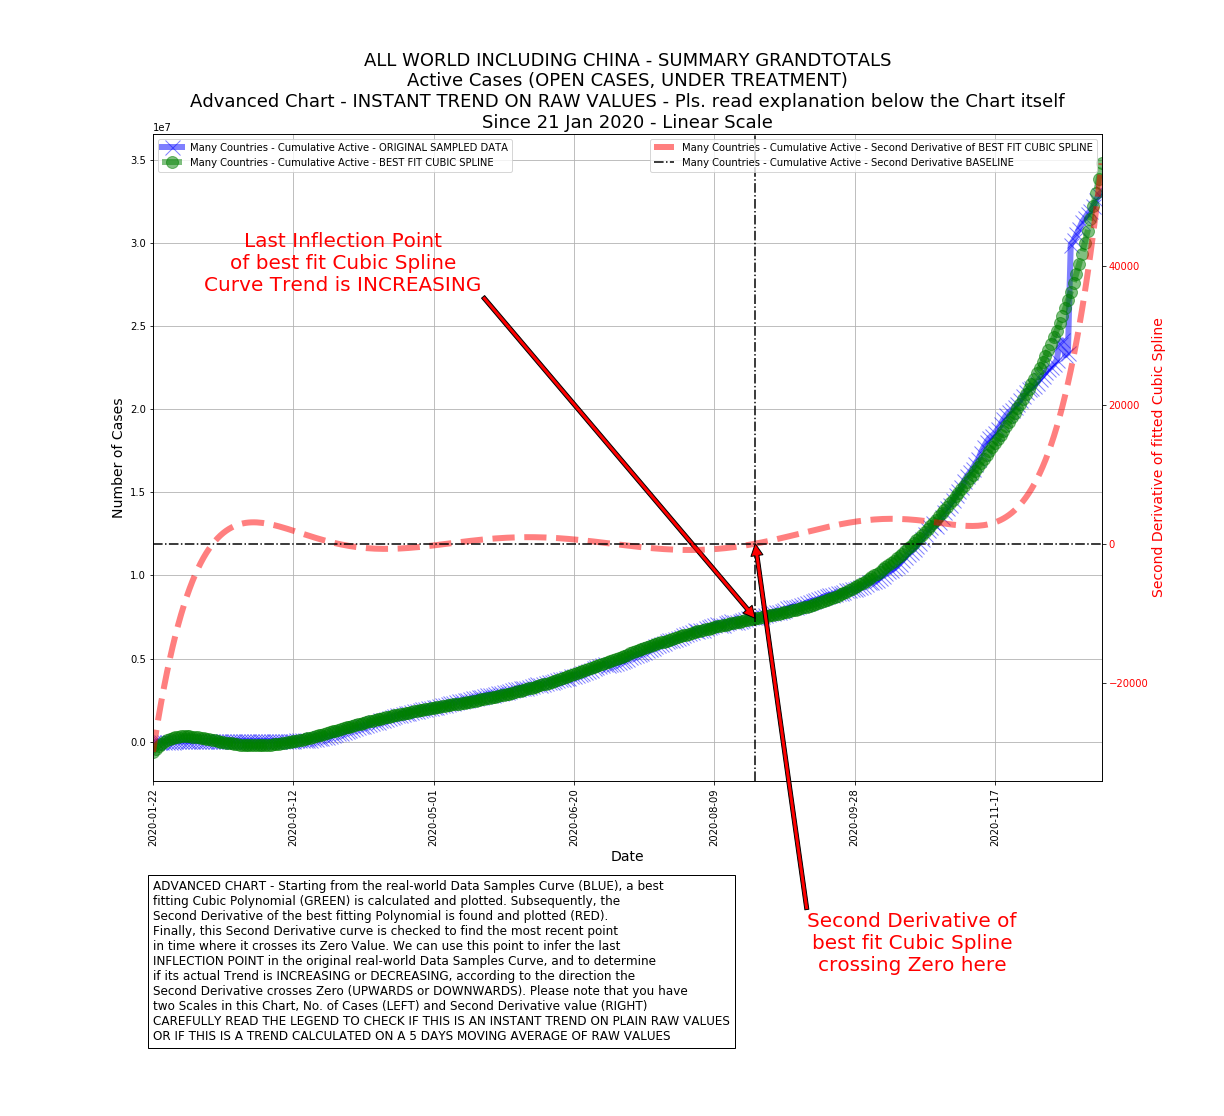 ALL WORLD INCLUDING CHINA - SUMMARY GRANDTOTALS
Active Cases (OPEN CASES, UNDER TREATMENT)
Advanced Chart - INSTANT TREND ON RAW VALUES - Pls. read explanation below the Chart itself
Since 21 Jan 2020 - Linear Scale
1e7
Many Countries - Cumulative Active - ORIGINAL SAMPLED DATA
Many Countries - Cumulative Active - BEST FIT CUBIC SPLINE
Many Countries - Cumulative Active - Second Derivative of BEST FIT CUBIC SPLINE
Many Countries - Cumulative Active - Second Derivative BASELINE
Last Inflection Point
of best fit Cubic Spline
Curve Trend is INCREASING
3.5
3.0
2.5
2.0
1.5
1.0
0.5
0.0
Number of Cases
40000
20000
0
−20000
Second Derivative of fitted Cubic Spline
2020-01-22
2020-03-12
2020-05-01
2020-06-20
2020-08-09
2020-09-28
2020-11-17
Date
ADVANCED CHART - Starting from the real-world Data Samples Curve (BLUE), a best
fitting Cubic Polynomial (GREEN) is calculated and plotted. Subsequently, the
Second Derivative of the best fitting Polynomial is found and plotted (RED).
Finally, this Second Derivative curve is checked to find the most recent point
in time where it crosses its Zero Value. We can use this point to infer the last
INFLECTION POINT in the original real-world Data Samples Curve, and to determine
if its actual Trend is INCREASING or DECREASING, according to the direction the
Second Derivative crosses Zero (UPWARDS or DOWNWARDS). Please note that you have
two Scales in this Chart, No. of Cases (LEFT) and Second Derivative value (RIGHT)
CAREFULLY READ THE LEGEND TO CHECK IF THIS IS AN INSTANT TREND ON PLAIN RAW VALUES
OR IF THIS IS A TREND CALCULATED ON A 5 DAYS MOVING AVERAGE OF RAW VALUES
Second Derivative of
best fit Cubic Spline
crossing Zero here